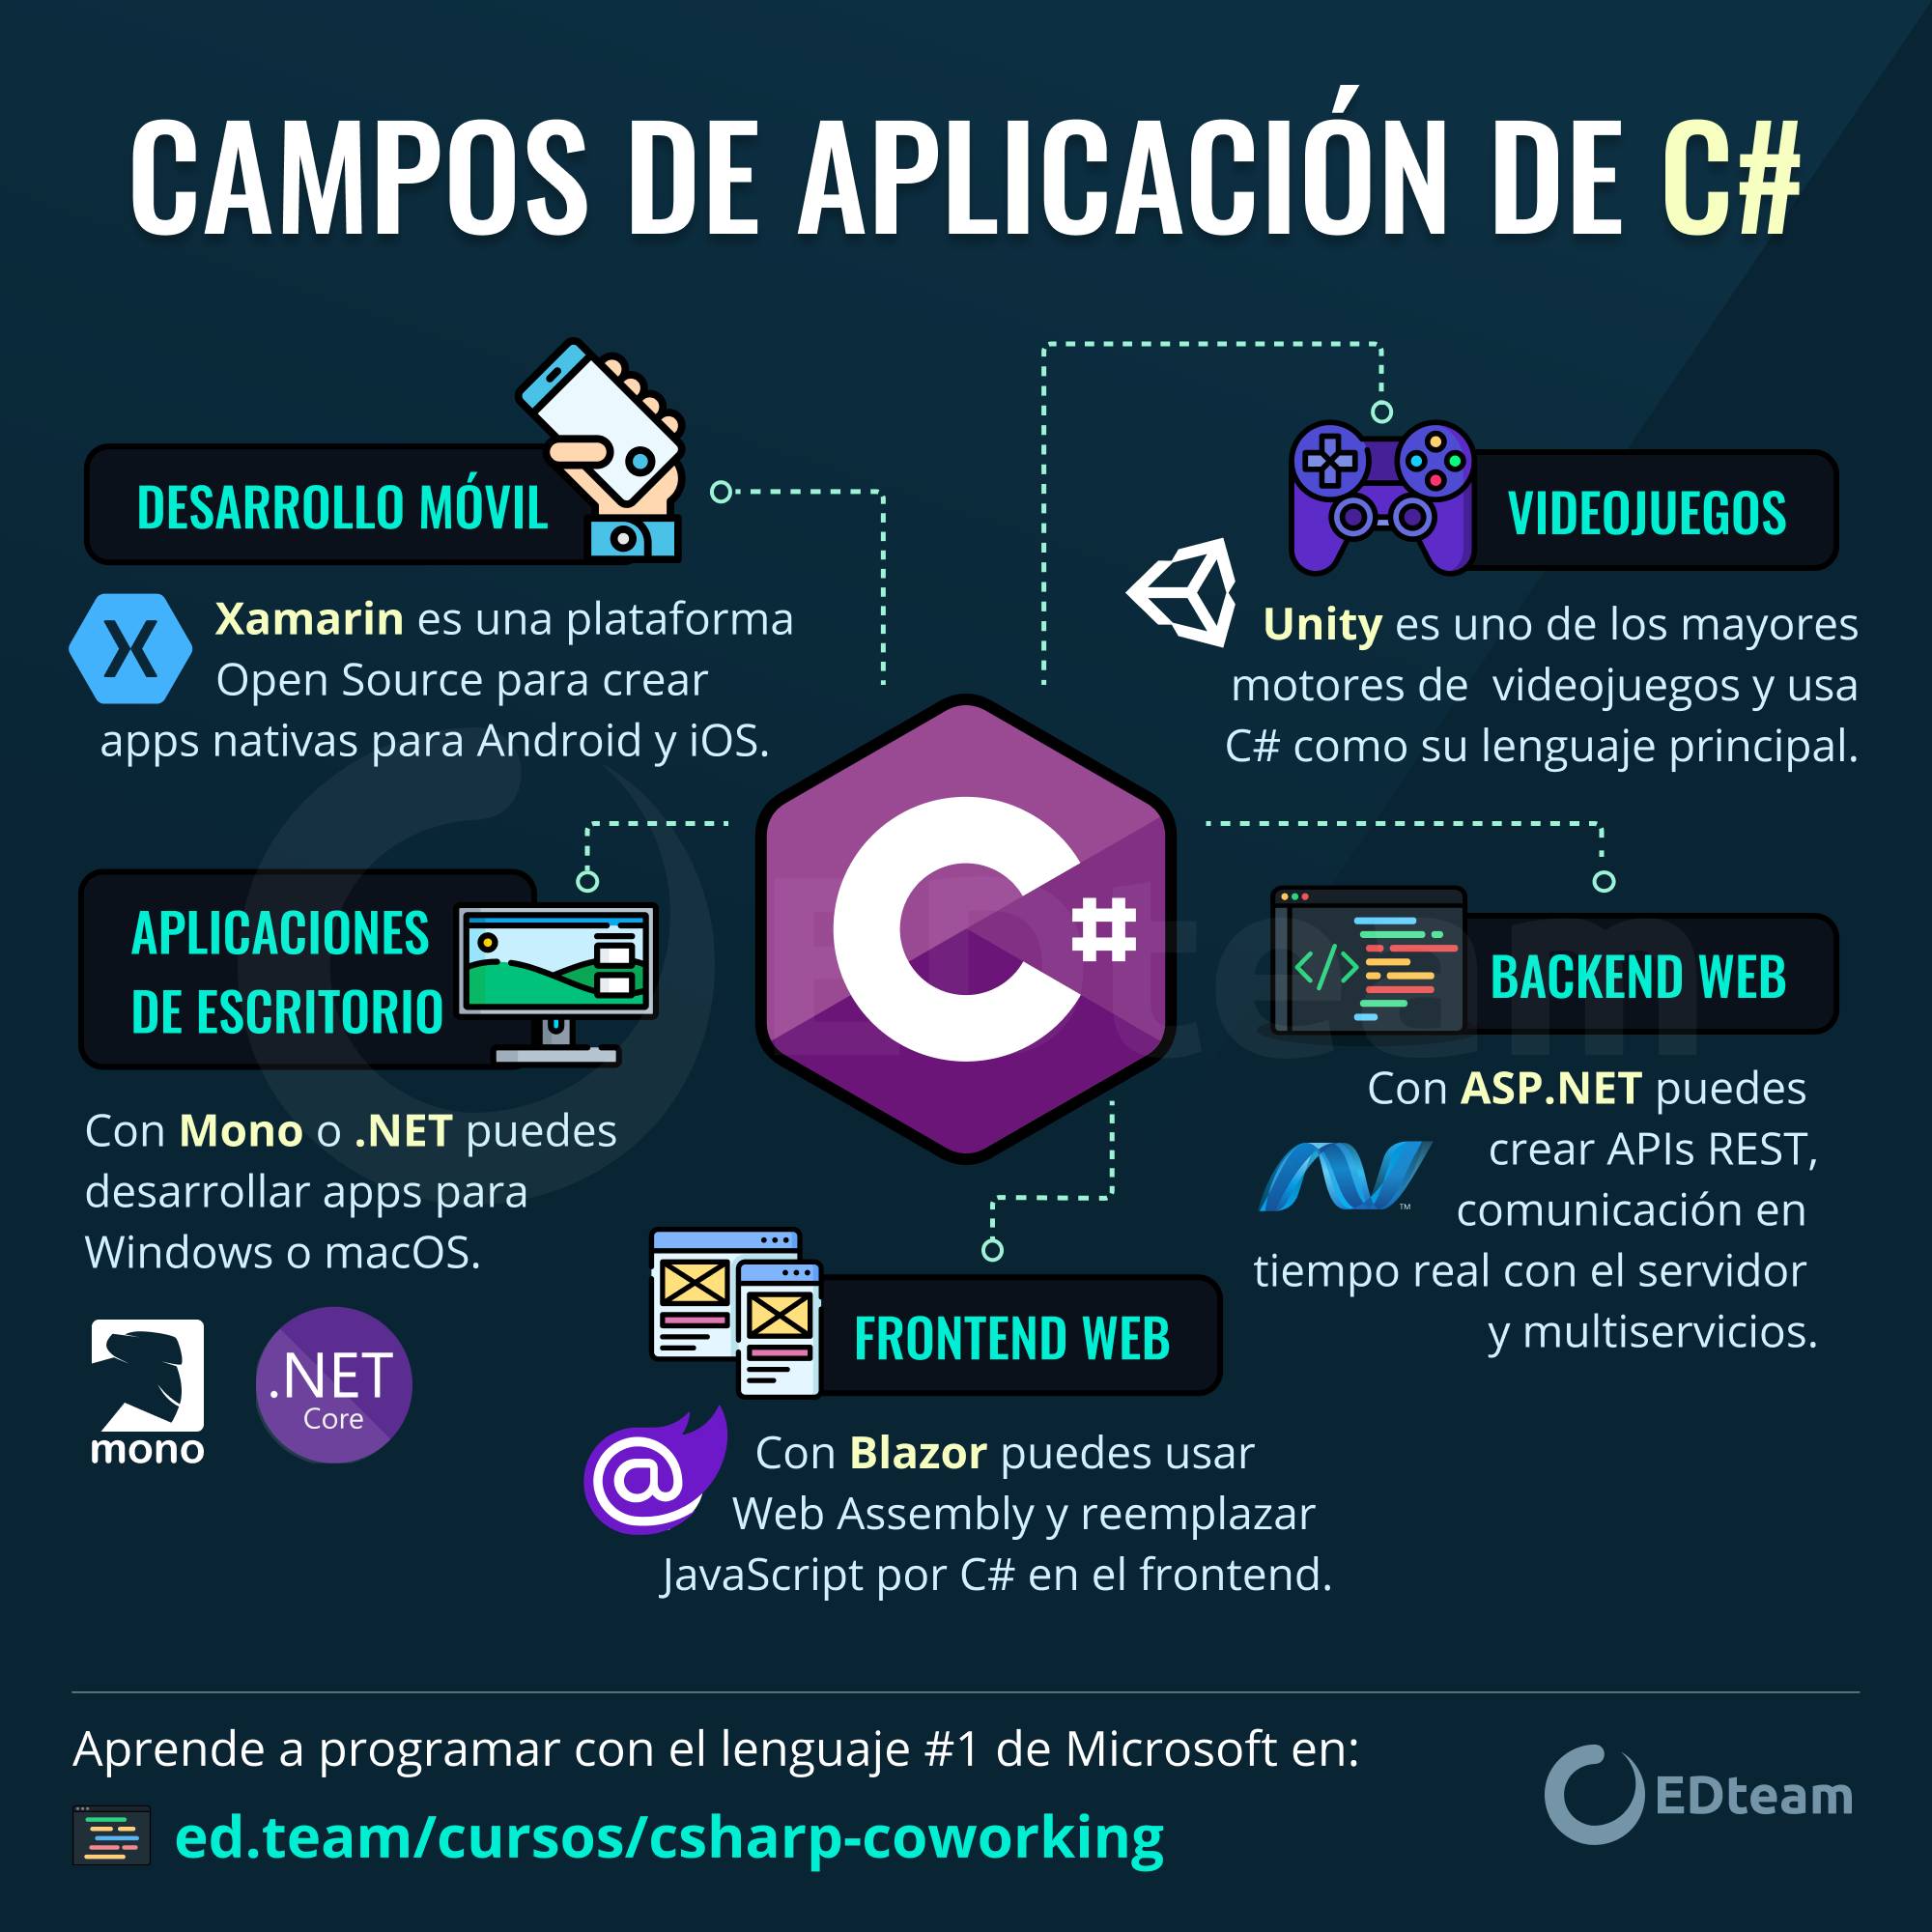 CAMPOS DE APLICACIÓN DE C#
DESARROLLO MÓVIL
Xamarin es una plataforma
Open Source para crear
apps nativas para Android y iOS.
VIDEOJUEGOS
Unity es uno de los mayores
motores de videojuegos y usa
C# como su lenguaje principal.
C#
APLICACIONES
DE ESCRITORIO
Con Mono o .NET puedes
desarrollar apps para
Windows o macOS.
mono
.NET
Core
BACKEND WEB
</>
Con ASP.NET puedes
crear APIs REST,
comunicación en
tiempo real con el servidor
y multiservicios.
TM
FRONTEND WEB
@
Con Blazor puedes usar
Web Assembly y reemplazar
JavaScript por C# en el frontend.
EDteam
Aprende a programar con el lenguaje #1 de Microsoft en:
ed.team/cursos/csharp-coworking
EDteam